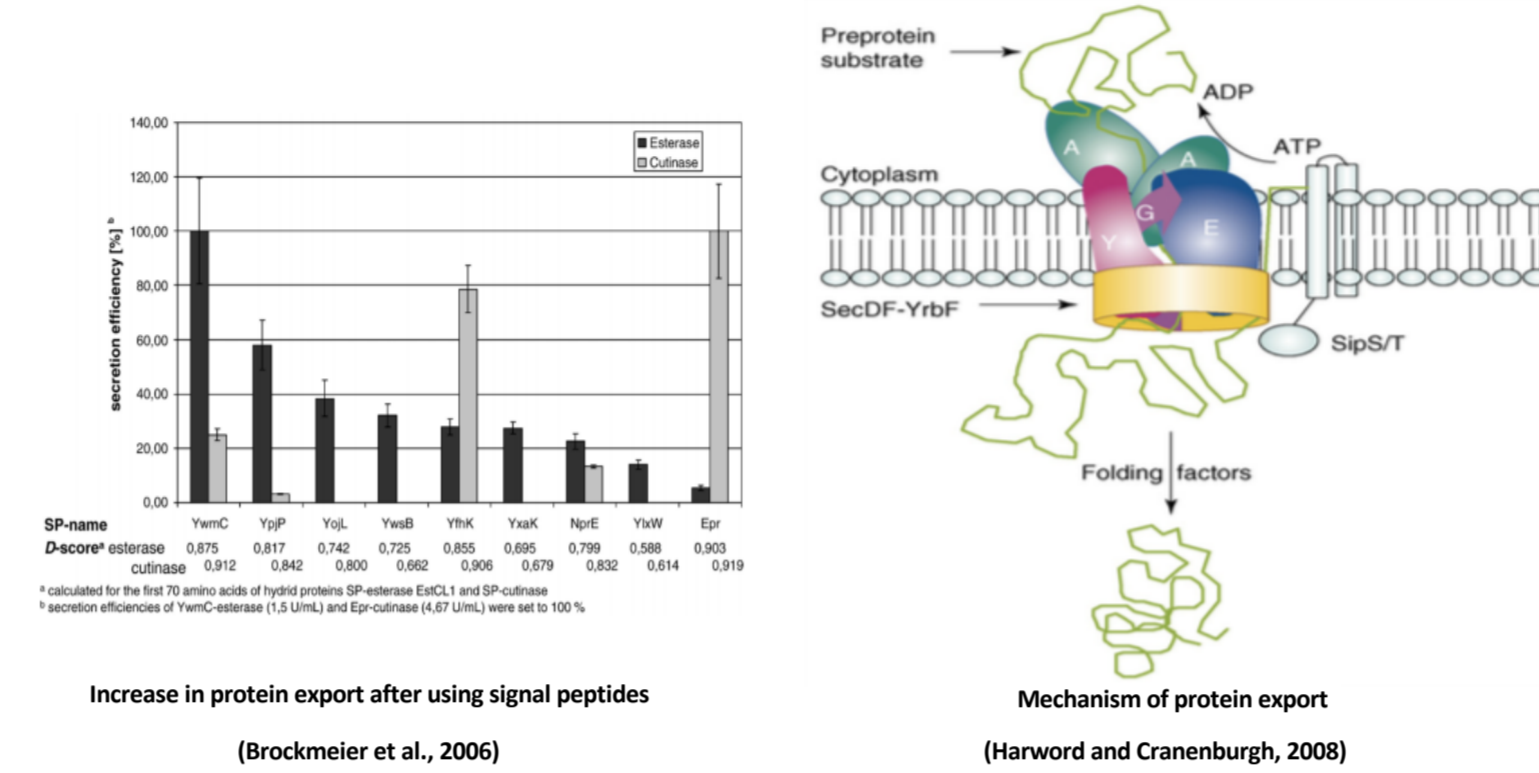 140,00
120,00
100,00
80,00
60,00
40,00
20,00
0,00
secretion efficiency [%] b
Esterase
Cutinase
SP-name YwmC YpjP YojL YwsB YfhK YxaK NprE YlxW Epr
D-scoreª esterase 0,875 0,817 0,742 0,725 0,855 0,695 0,799 0,588 0,903
cutinase 0,912 0,842 0,800 0,662 0,906 0,679 0,832 0,614 0,919
a calculated for the first 70 amino acids of hydrid proteins SP-esterase EstCL1 and SP-cutinase
b secretion efficiencies of YwmC-esterase (1,5 U/mL) and Epr-cutinase (4,67 U/mL) were set to 100 %
Increase in protein export after using signal peptides
(Brockmeier et al., 2006)
Preprotein
substrate
ADP
ATP
A
A
Cytoplasm
G
E
Y
SecDF-YrbF
SipS/T
Folding factors
Mechanism of protein export
(Harword and Cranenburgh, 2008)